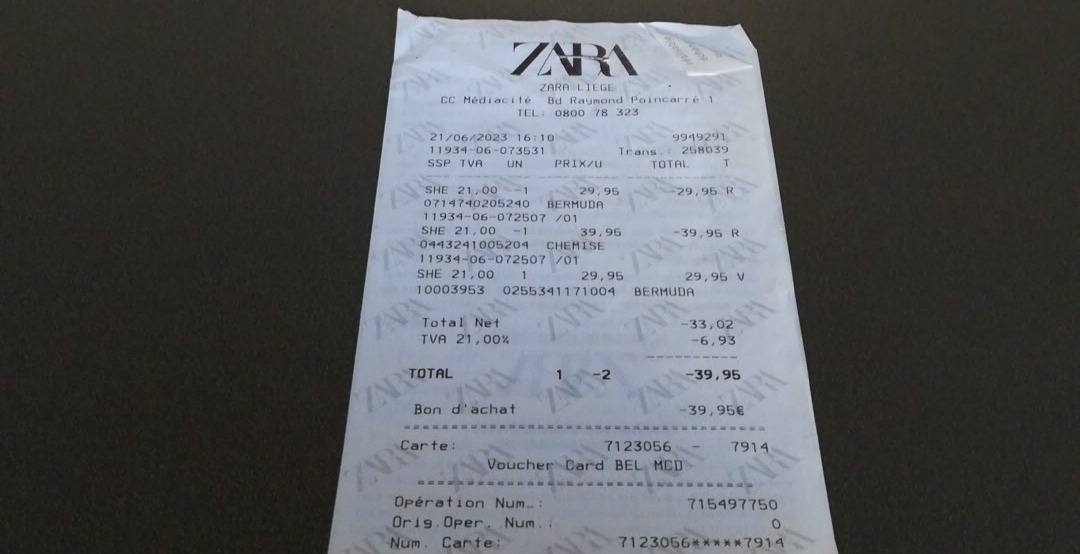 ZARA
ZARA LIEGE
CC Médiacité Bd Raymond Poincarré 1
TEL: 0800 78 323
21/06/2023 16:10 9949291
11934-06-073531 Trans.: 258039
SSP TVA UN PRIX/U TOTAL T
SHE 21,00 -1 29,95 -29,95 R
0714740205240 BERMUDA
11934-06-072507 /01
SHE 21,00 -1 39,95 -39,95 R
0443241005204 CHEMISE
11934-06-072507 /01
SHE 21,00 1 29,95 29,95 V
10003953 0255341171004 BERMUDA
Total Net -33,02
TVA 21,00% -6,93
TOTAL 1 -2 -39,95
Bon d'achat -39,95€
Carte: 7123056 - 7914
Voucher Card BEL MCD
Opération Num.: 715497750
Orig.Oper. Num.: 0
Num. Carte: 7123056*****7914